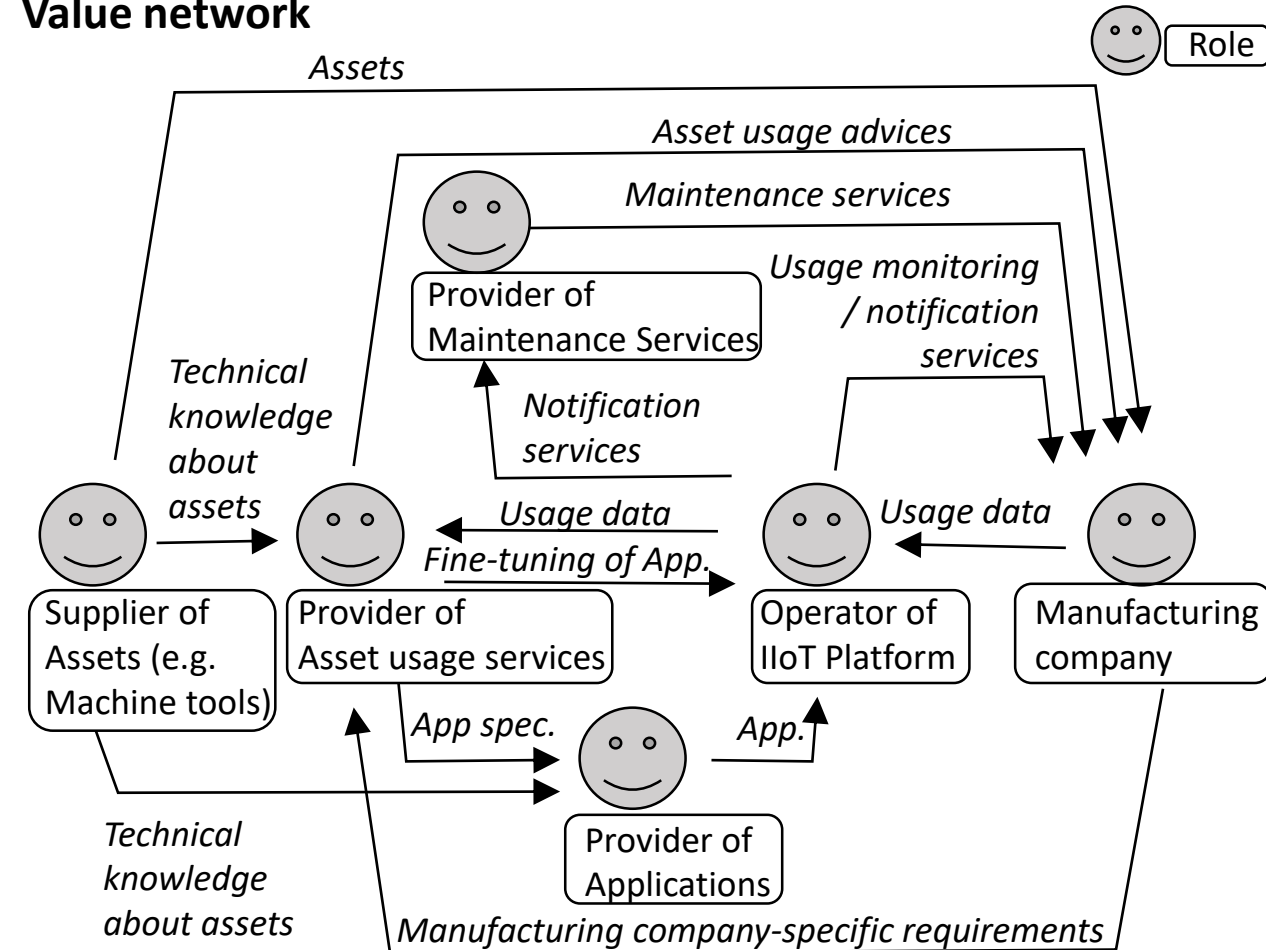 Value network
Role
Assets
Asset usage advices
Maintenance services
Usage monitoring
/ notification
services
Provider of
Maintenance Services
Technical
knowledge
about
assets
Notification
services
Usage data
Fine-tuning of App.
Usage data
Supplier of
Assets (e.g.
Machine tools)
Provider of
Asset usage services
Operator of
IIoT Platform
Manufacturing
company
App spec.
App.
Provider of
Applications
Technical
knowledge
about assets
Manufacturing company-specific requirements